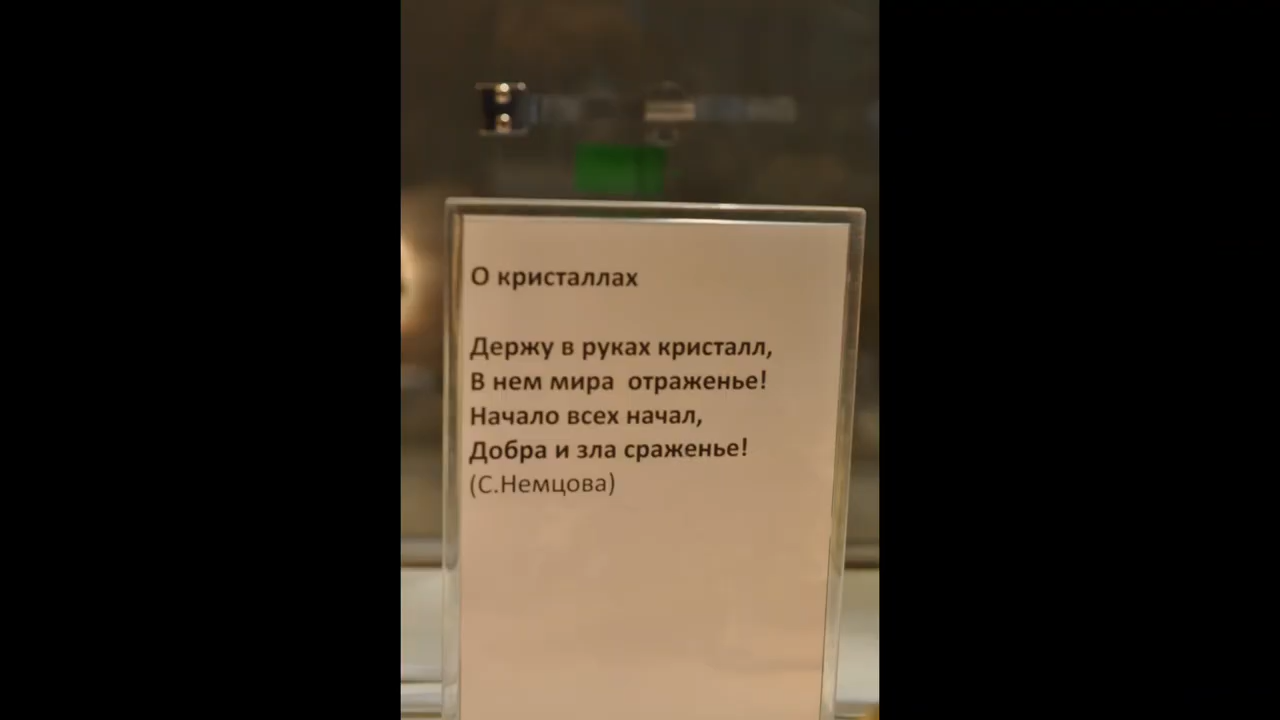 О кристаллах
Держу в руках кристалл,
В нем мира  отраженье!
Начало всех начал,
Добра и зла сраженье!
(С.Немцова)